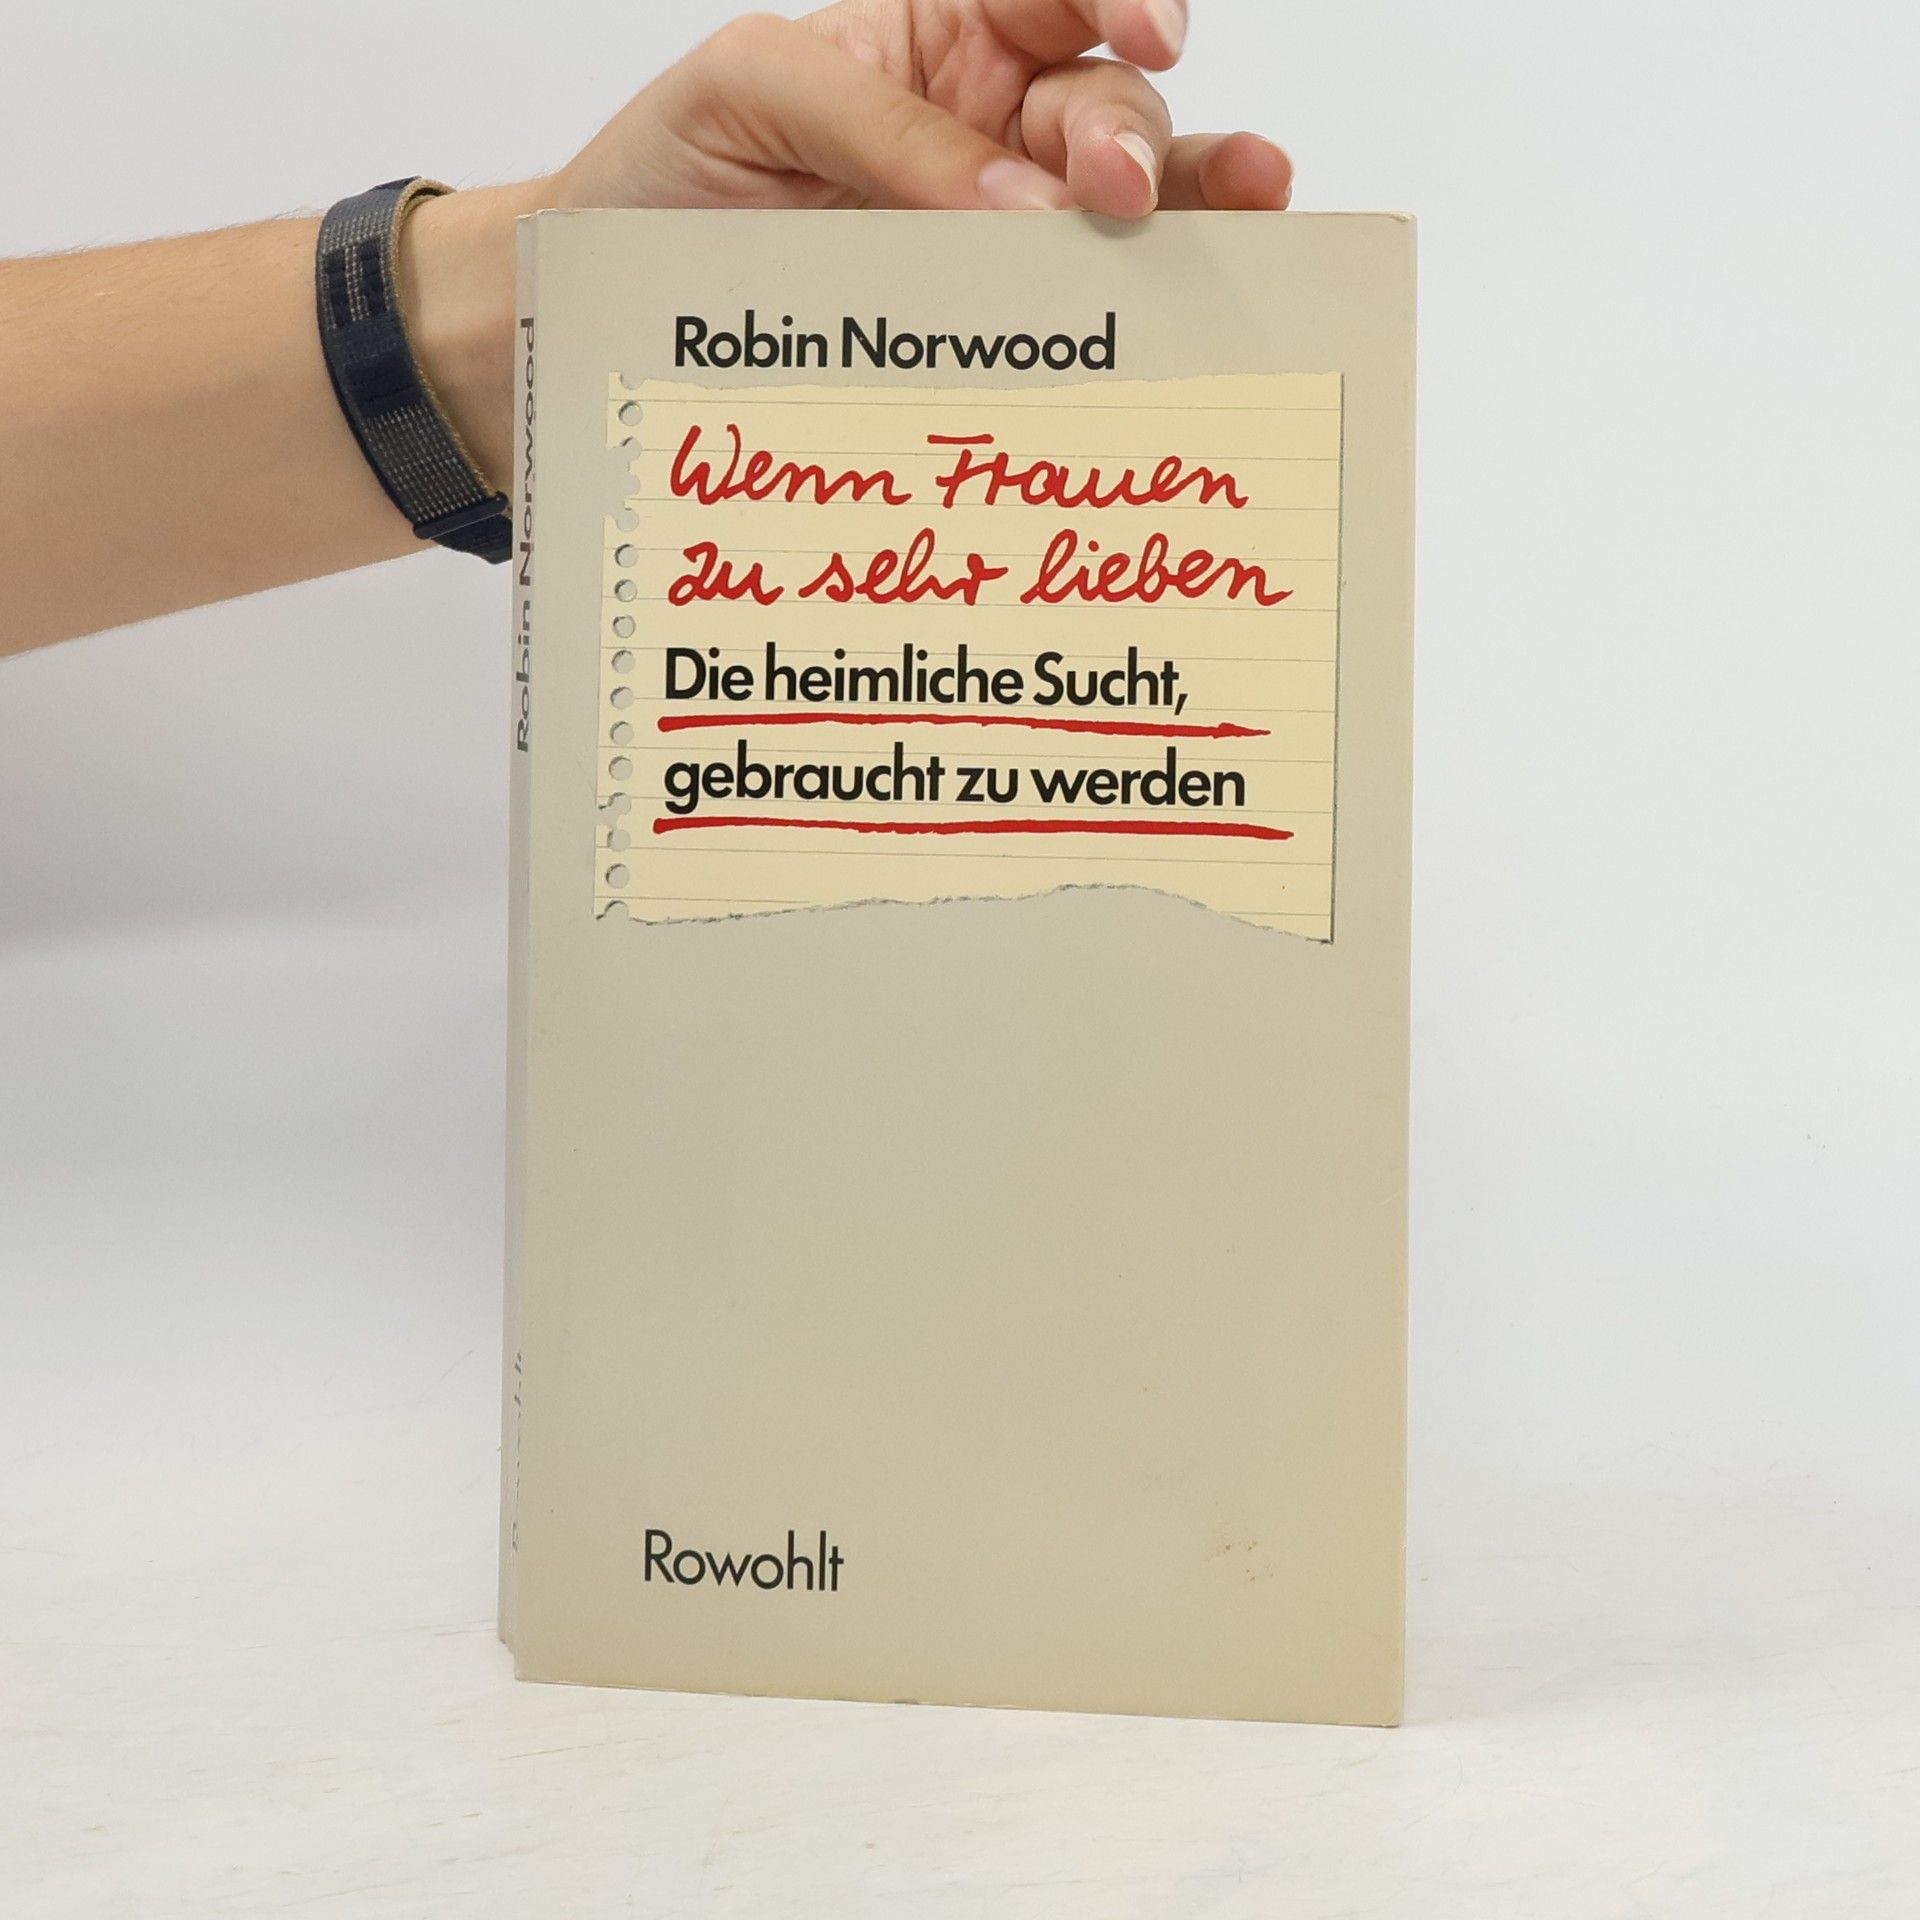 Robin Norwood
Wenn Frauen
zu sehr lieben
Die heimliche Sucht,
gebraucht zu werden
Rowohlt
Robin Norwood